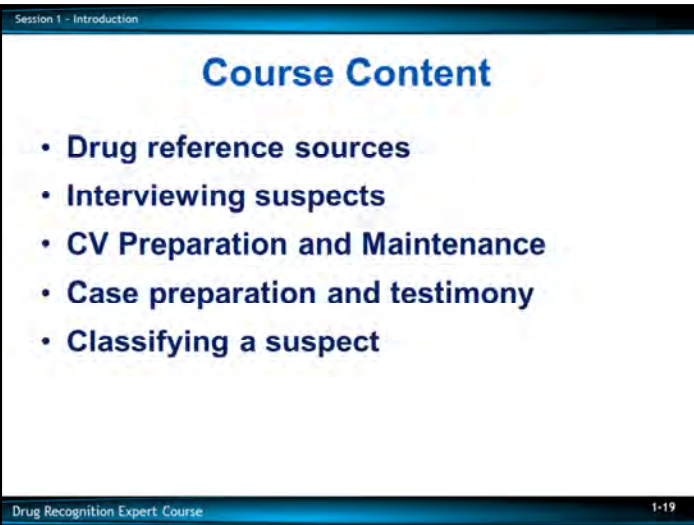 Session 1 - Introduction
Course Content
• Drug reference sources
• Interviewing suspects
• CV Preparation and Maintenance
• Case preparation and testimony
• Classifying a suspect
Drug Recognition Expert Course
1-19